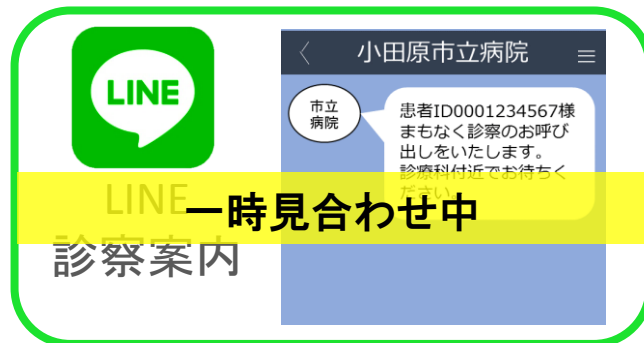 LINE
LINE
診察案内
小田原市立病院
市立
病院
患者ID0001234567様
まもなく診察のお呼び
出しをいたします。
診療科付近でお待ちく
ださい。
一時見合わせ中